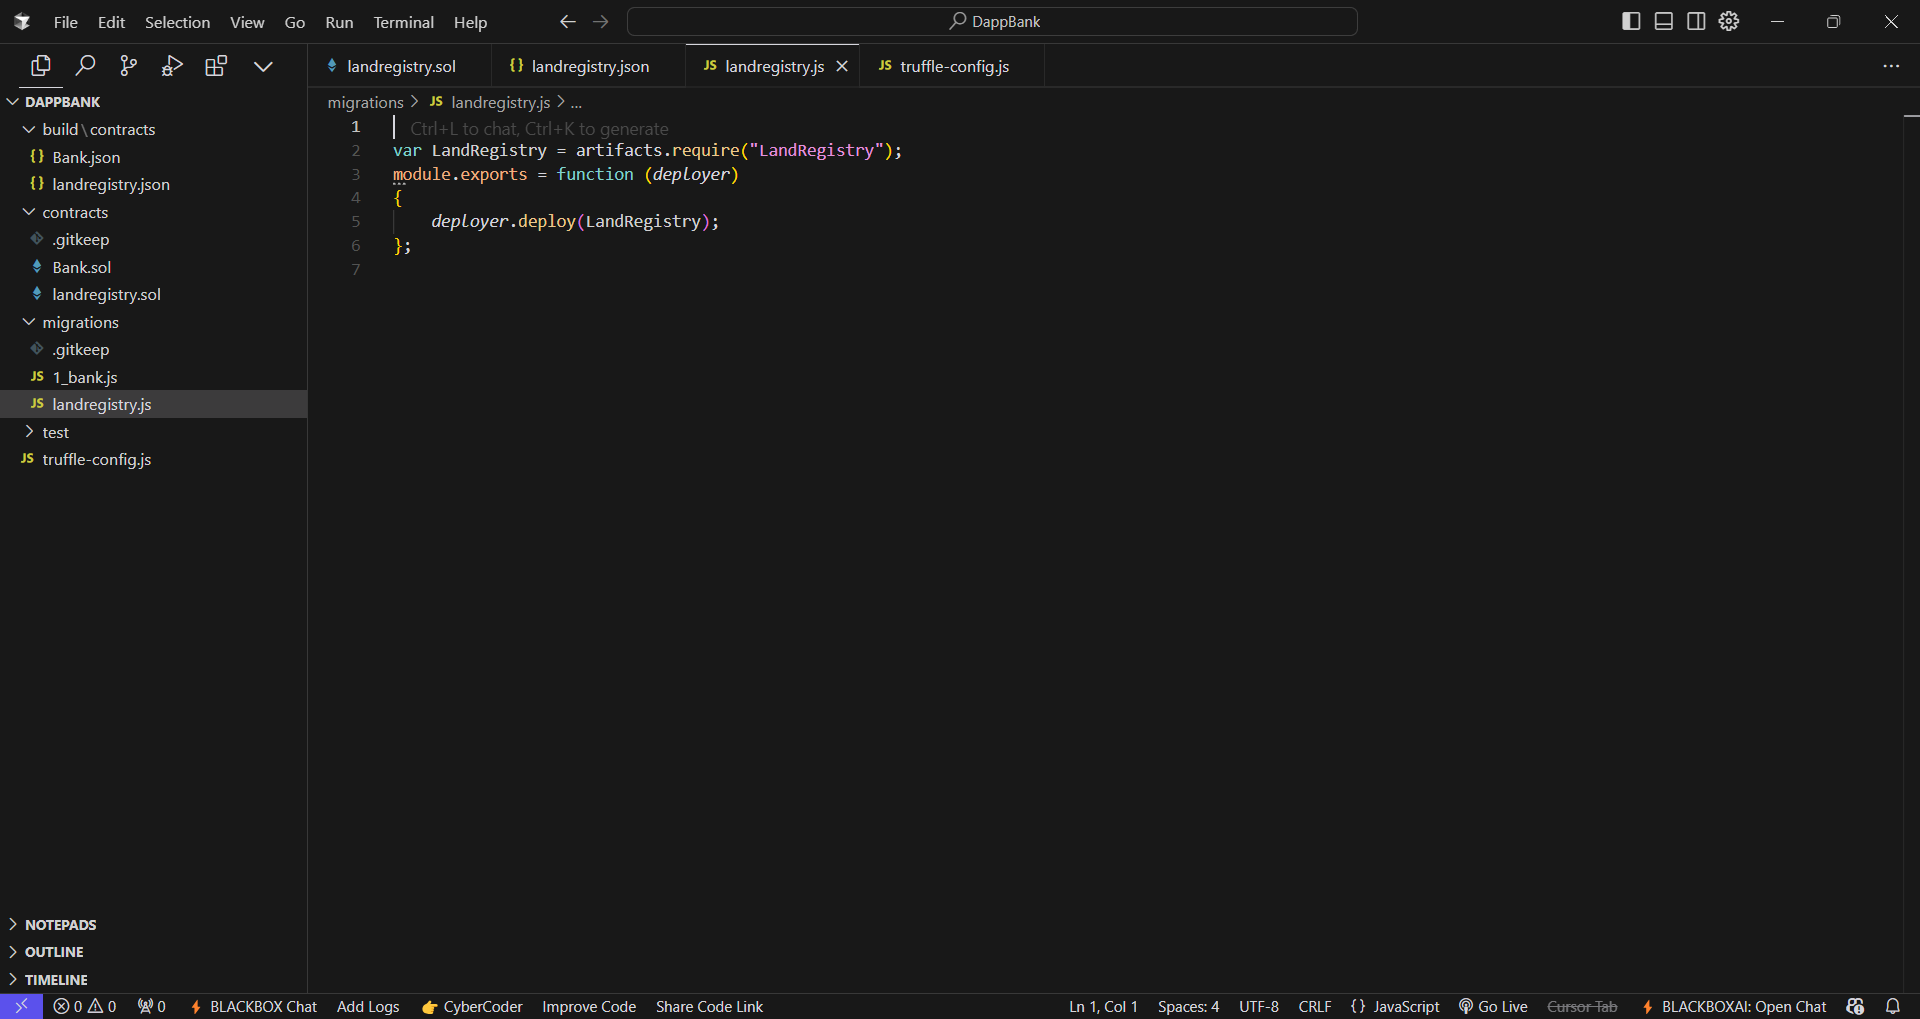 File Edit Selection View Go Run Terminal Help
DappBank
landregistry.sol
{} landregistry.json
JS landregistry.js
JS truffle-config.js
DAPPBANK
build\contracts
{} Bank.json
{} landregistry.json
contracts
.gitkeep
Bank.sol
landregistry.sol
migrations
.gitkeep
JS 1_bank.js
JS landregistry.js
test
JS truffle-config.js
NOTEPADS
OUTLINE
TIMELINE
migrations > JS landregistry.js > ...
1 Ctrl+L to chat, Ctrl+K to generate
2 var LandRegistry = artifacts.require("LandRegistry");
3 module.exports = function (deployer)
4 {
5 deployer.deploy(LandRegistry);
6 };
7
0 0 0 BLACKBOX Chat Add Logs CyberCoder Improve Code Share Code Link Ln 1, Col 1 Spaces: 4 UTF-8 CRLF {} JavaScript Go Live Cursor Tab BLACKBOXAI: Open Chat